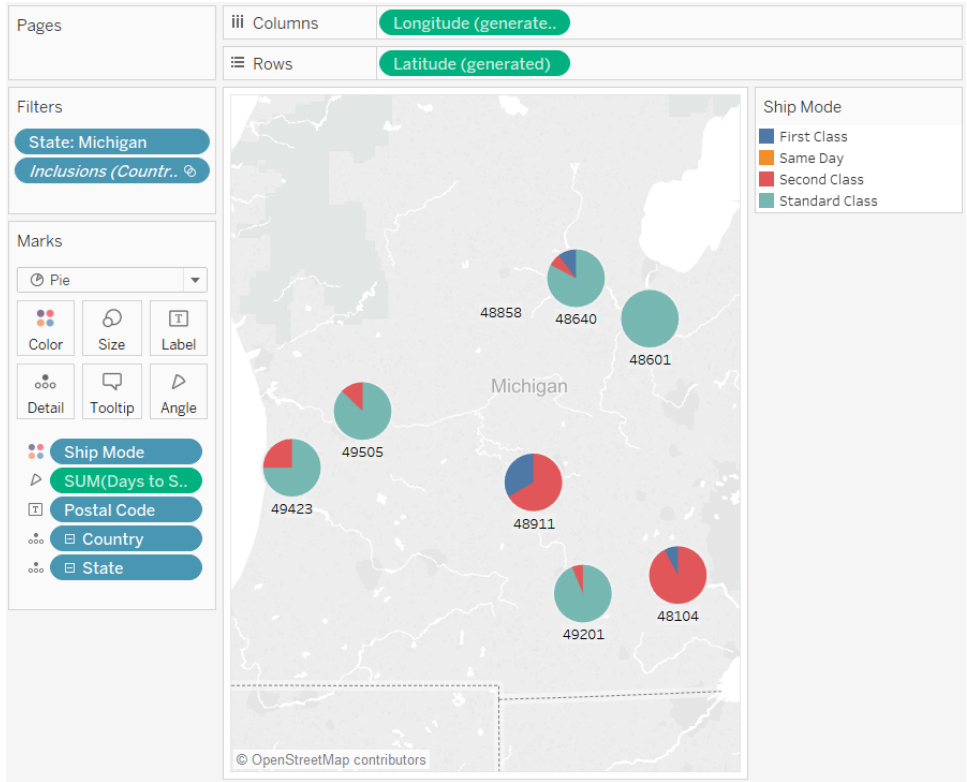 Pages
Columns
Longitude (generate..
Rows
Latitude (generated)
Filters
State: Michigan
Inclusions (Countr..
Marks
Pie
Color
Size
Label
Detail
Tooltip
Angle
Ship Mode
SUM(Days to S..
Postal Code
Country
State
48858
48640
48601
Michigan
49505
49423
48911
49201
48104
© OpenStreetMap contributors
Ship Mode
First Class
Same Day
Second Class
Standard Class